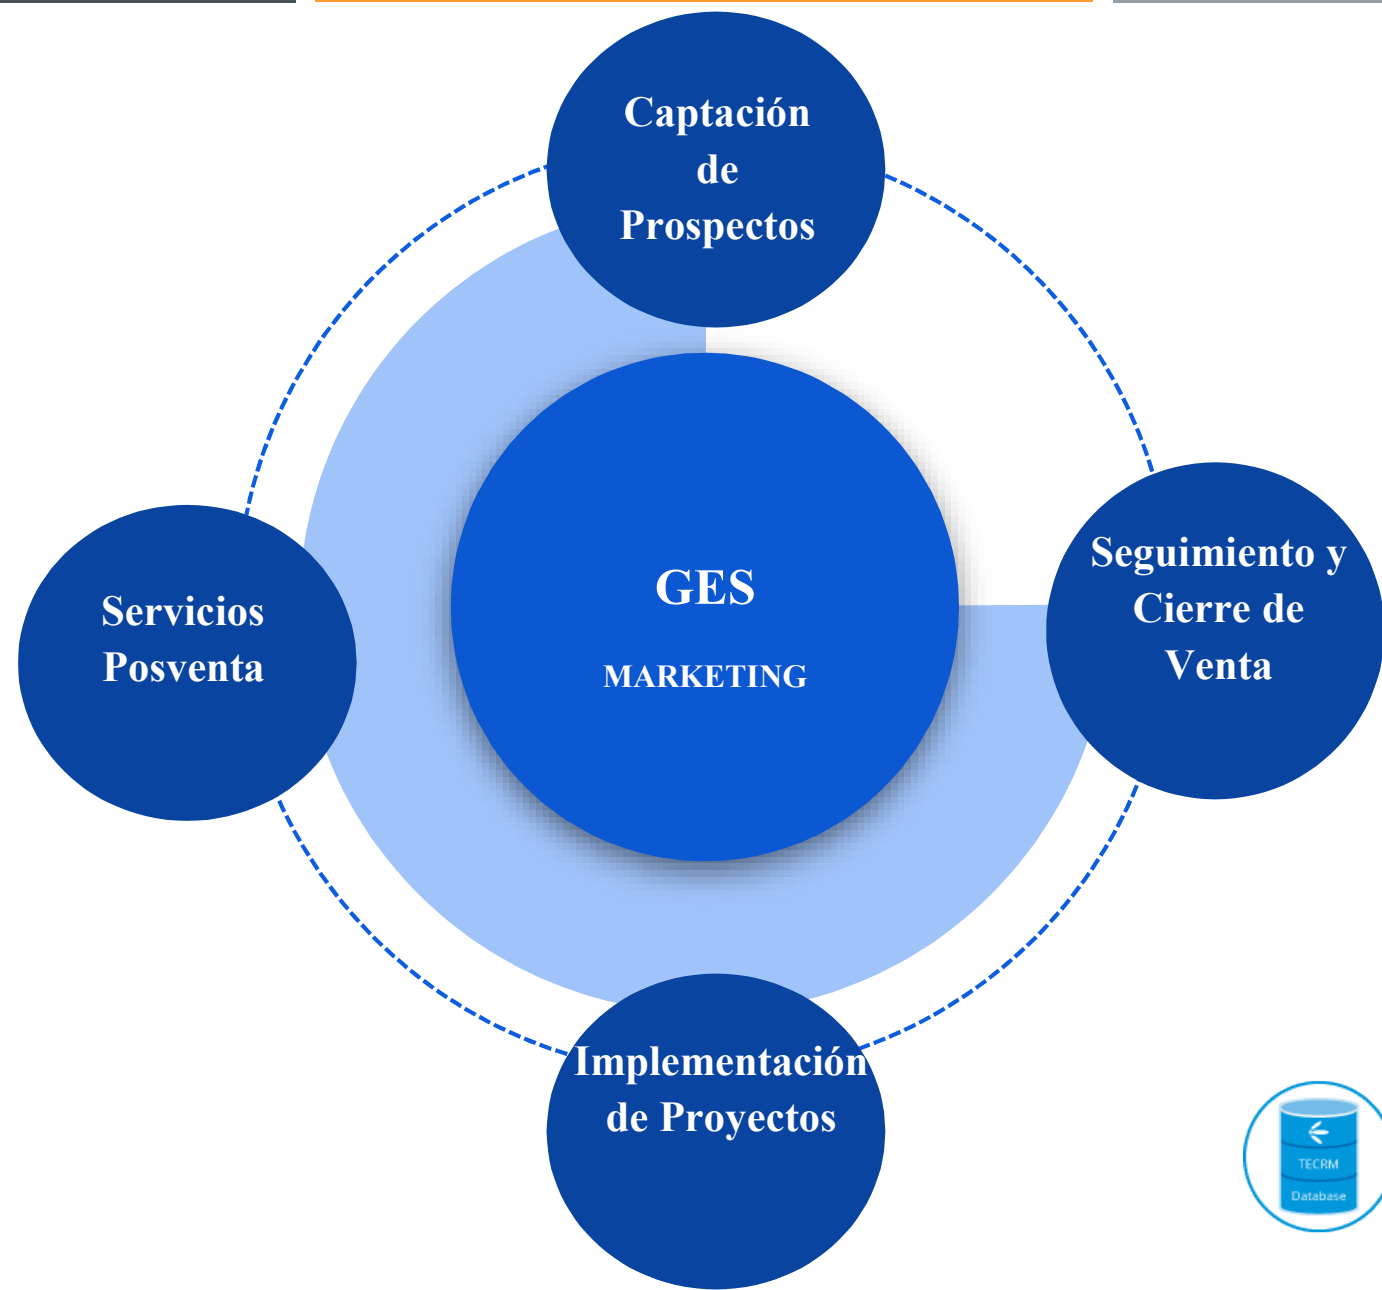 Captación
de
Prospectos
Seguimiento y
Cierre de
Venta
Servicios
Posventa
GES
MARKETING
Implementación
de Proyectos
TECRM
Database